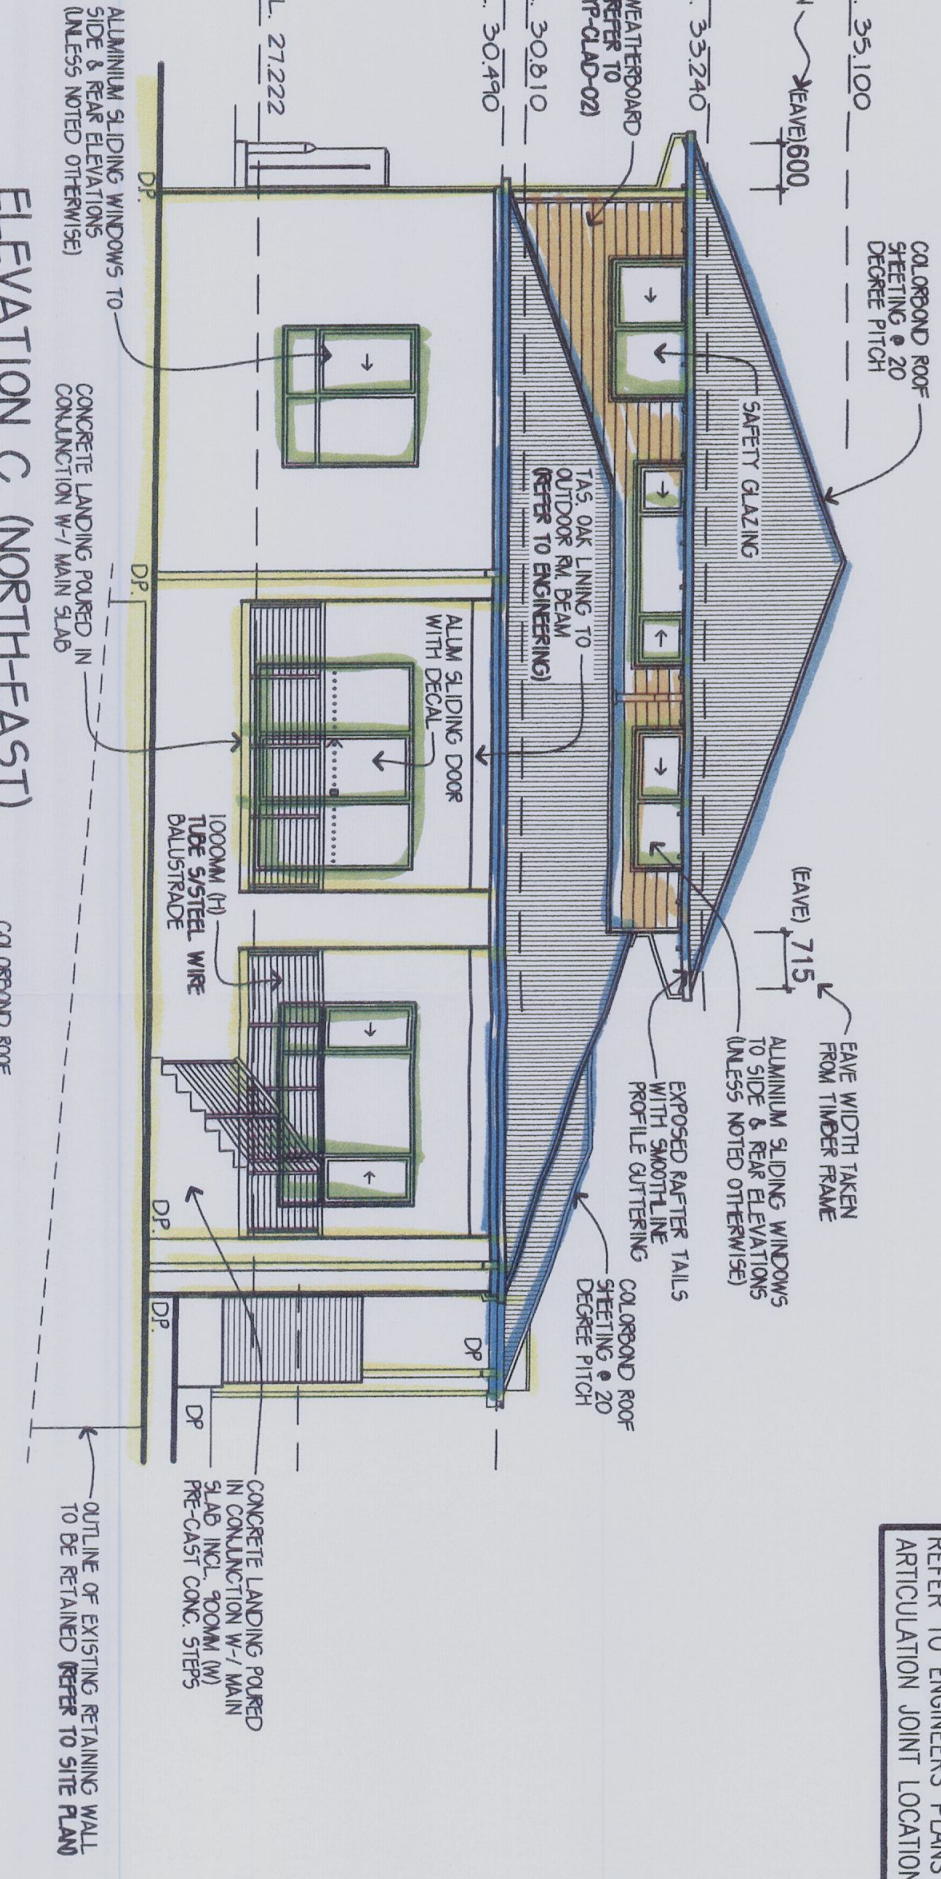 COLORBOND ROOF
SHEETING @ 20
DEGREE PITCH
35.100
(EAVE)
600
33.240
WEATHERBOARD
REFER TO
YP-CLAD-02)
30.810
30.490
L. 27.222
SAFETY GLAZING
(EAVE)
715
EAVE WIDTH TAKEN
FROM TIMBER FRAME
ALUMINIUM SLIDING WINDOWS
TO SIDE & REAR ELEVATIONS
(UNLESS NOTED OTHERWISE)
EXPOSED RAFTER TAILS
WITH SMOOTHLINE
PROFILE GUTTERING
COLORBOND ROOF
SHEETING @ 20
DEGREE PITCH
TAS. OAK LINING TO
OUTDOOR RM. BEAM
(REFER TO ENGINEERING)
ALUM SLIDING DOOR
WITH DECAL
1000MM (H)
TUBE S/STEEL WIRE
BALUSTRADE
D.P.
D.P.
D.P.
D.P.
DP
DP
ALUMINIUM SLIDING WINDOWS TO
SIDE & REAR ELEVATIONS
(UNLESS NOTED OTHERWISE)
CONCRETE LANDING POURED IN
CONJUNCTION W-/ MAIN SLAB
CONCRETE LANDING POURED
IN CONJUNCTION W-/ MAIN
SLAB INCL. 900MM (W)
PRE-CAST CONC. STEPS
OUTLINE OF EXISTING RETAINING WALL
TO BE RETAINED (REFER TO SITE PLAN)
REFER TO ENGINEERS PLANS
ARTICULATION JOINT LOCATION
ELEVATION C (NORTH-EAST)
COLORBOND ROOF